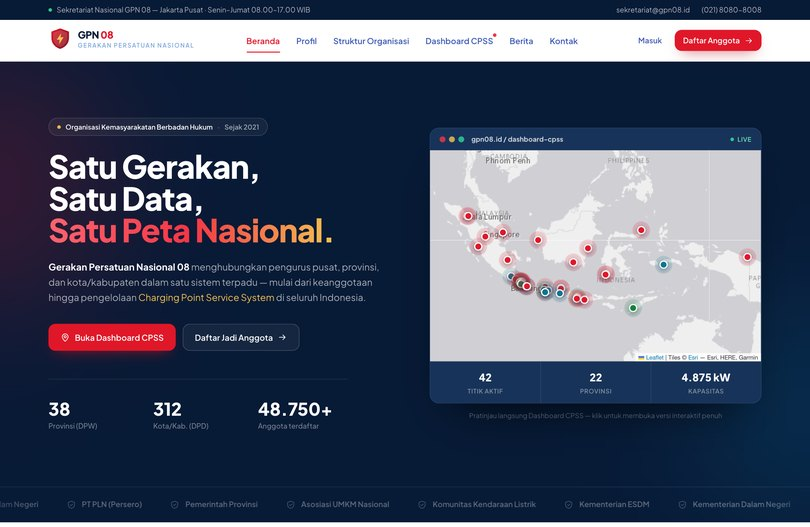 Sekretariat Nasional GPN 08 — Jakarta Pusat · Senin–Jumat 08.00–17.00 WIB
sekretariat@gpn08.id
(021) 8080-8008
GPN 08
GERAKAN PERSATUAN NASIONAL
Beranda
Profil
Struktur Organisasi
Dashboard CPSS
Berita
Kontak
Masuk
Daftar Anggota →
Organisasi Kemasyarakatan Berbadan Hukum · Sejak 2021
Satu Gerakan,
Satu Data,
Satu Peta Nasional.
Gerakan Persatuan Nasional 08 menghubungkan pengurus pusat, provinsi,
dan kota/kabupaten dalam satu sistem terpadu — mulai dari keanggotaan
hingga pengelolaan Charging Point Service System di seluruh Indonesia.
Buka Dashboard CPSS
Daftar Jadi Anggota →
38
Provinsi (DPW)
312
Kota/Kab. (DPD)
48.750+
Anggota terdaftar
gpn08.id / dashboard-cpss
LIVE
CAMBODIA
Phnom Penh
PHILIPPINES
MALAYSIA
Lumpur
Leaflet | Tiles © Esri — Esri, HERE, Garmin
42
TITIK AKTIF
22
PROVINSI
4.875 kW
KAPASITAS
Pratinjau langsung Dashboard CPSS — klik untuk membuka versi interaktif penuh
lam Negeri
PT PLN (Persero)
Pemerintah Provinsi
Asosiasi UMKM Nasional
Komunitas Kendaraan Listrik
Kementerian ESDM
Kementerian Dalam Negeri